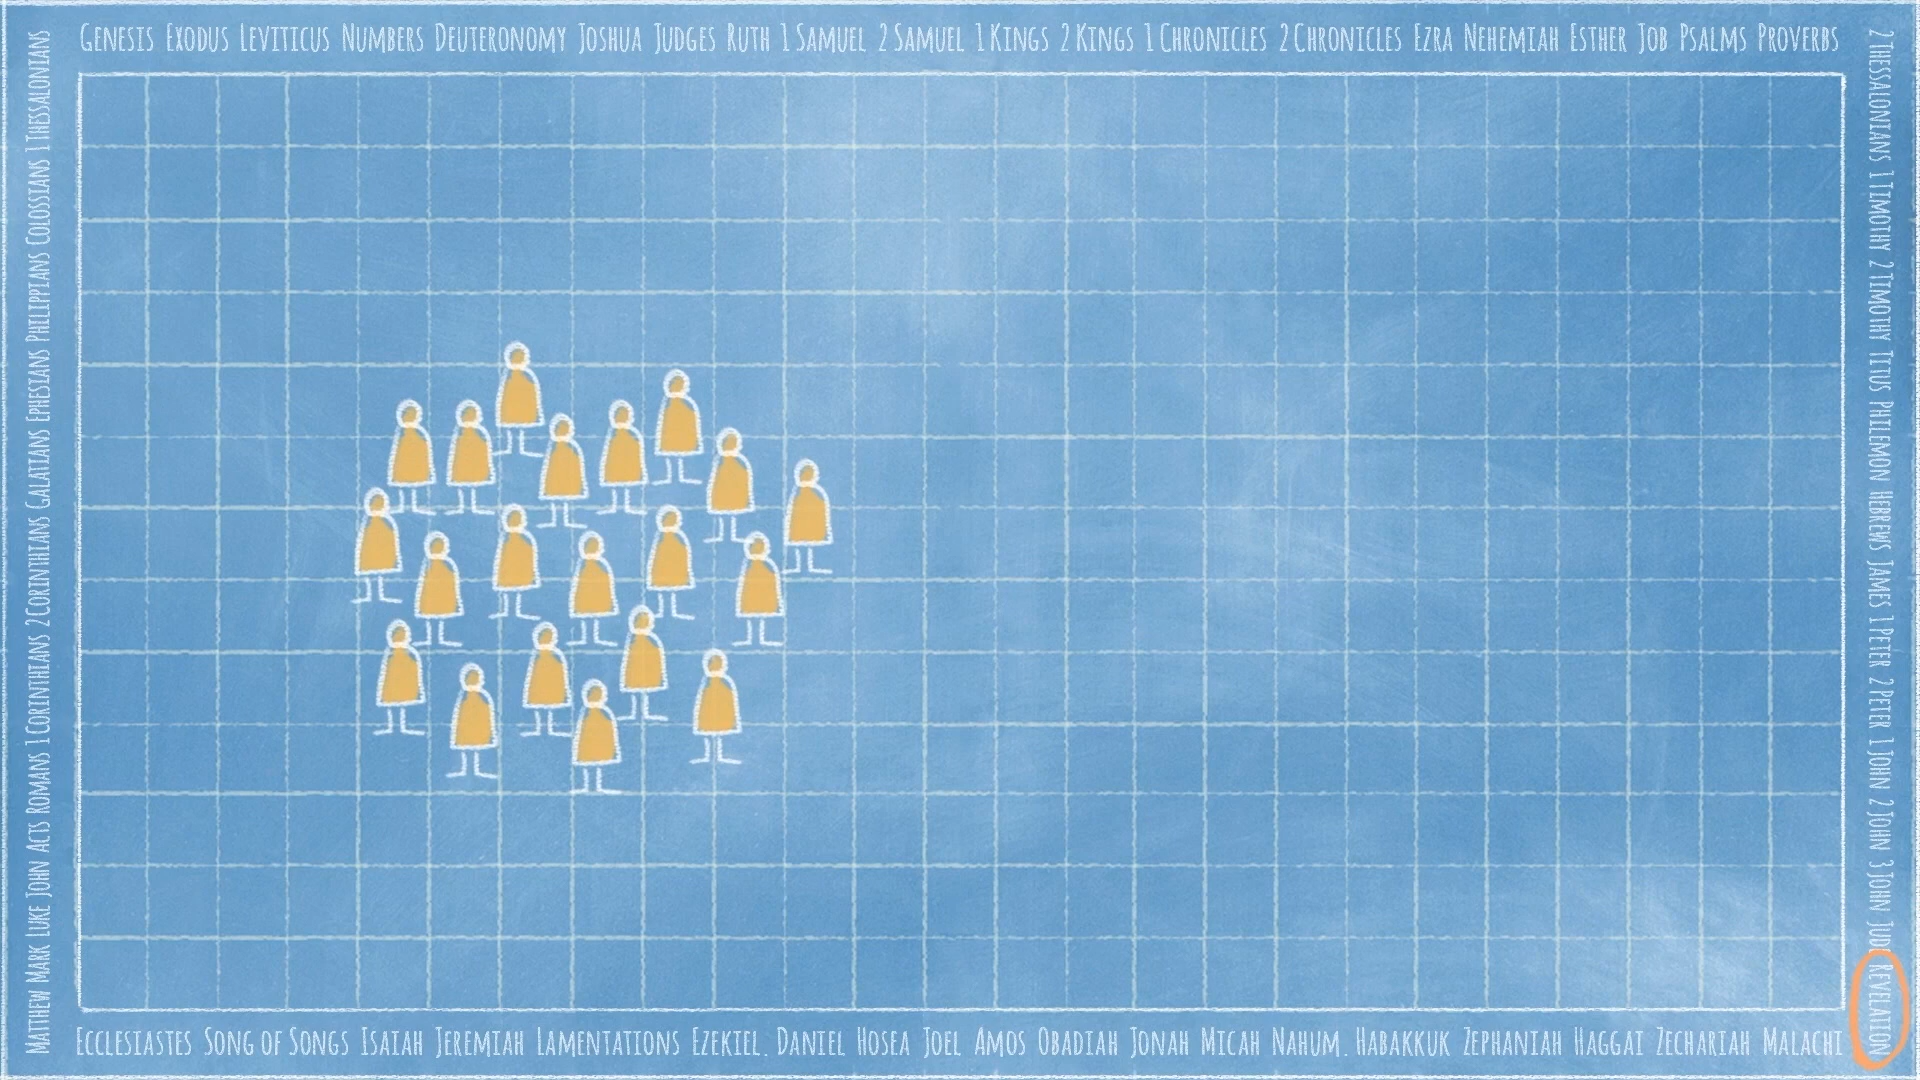 Genesis Exodus Leviticus Numbers Deuteronomy Joshua Judges Ruth 1 Samuel 2 Samuel 1 Kings 2 Kings 1 Chronicles 2 Chronicles Ezra Nehemiah Esther Job Psalms Proverbs
Ecclesiastes Song of Songs Isaiah Jeremiah Lamentations Ezekiel. Daniel Hosea Joel Amos Obadiah Jonah Micah Nahum. Habakkuk Zephaniah Haggai Zechariah Malachi
Matthew Mark Luke John Acts Romans 1 Corinthians 2 Corinthians Galatians Ephesians Philippians Colossians 1 Thessalonians
2 Thessalonians 1 Timothy 2 Timothy Titus Philemon Hebrews James 1 Peter 2 Peter 1 John 2 John 3 John Jude Revelation